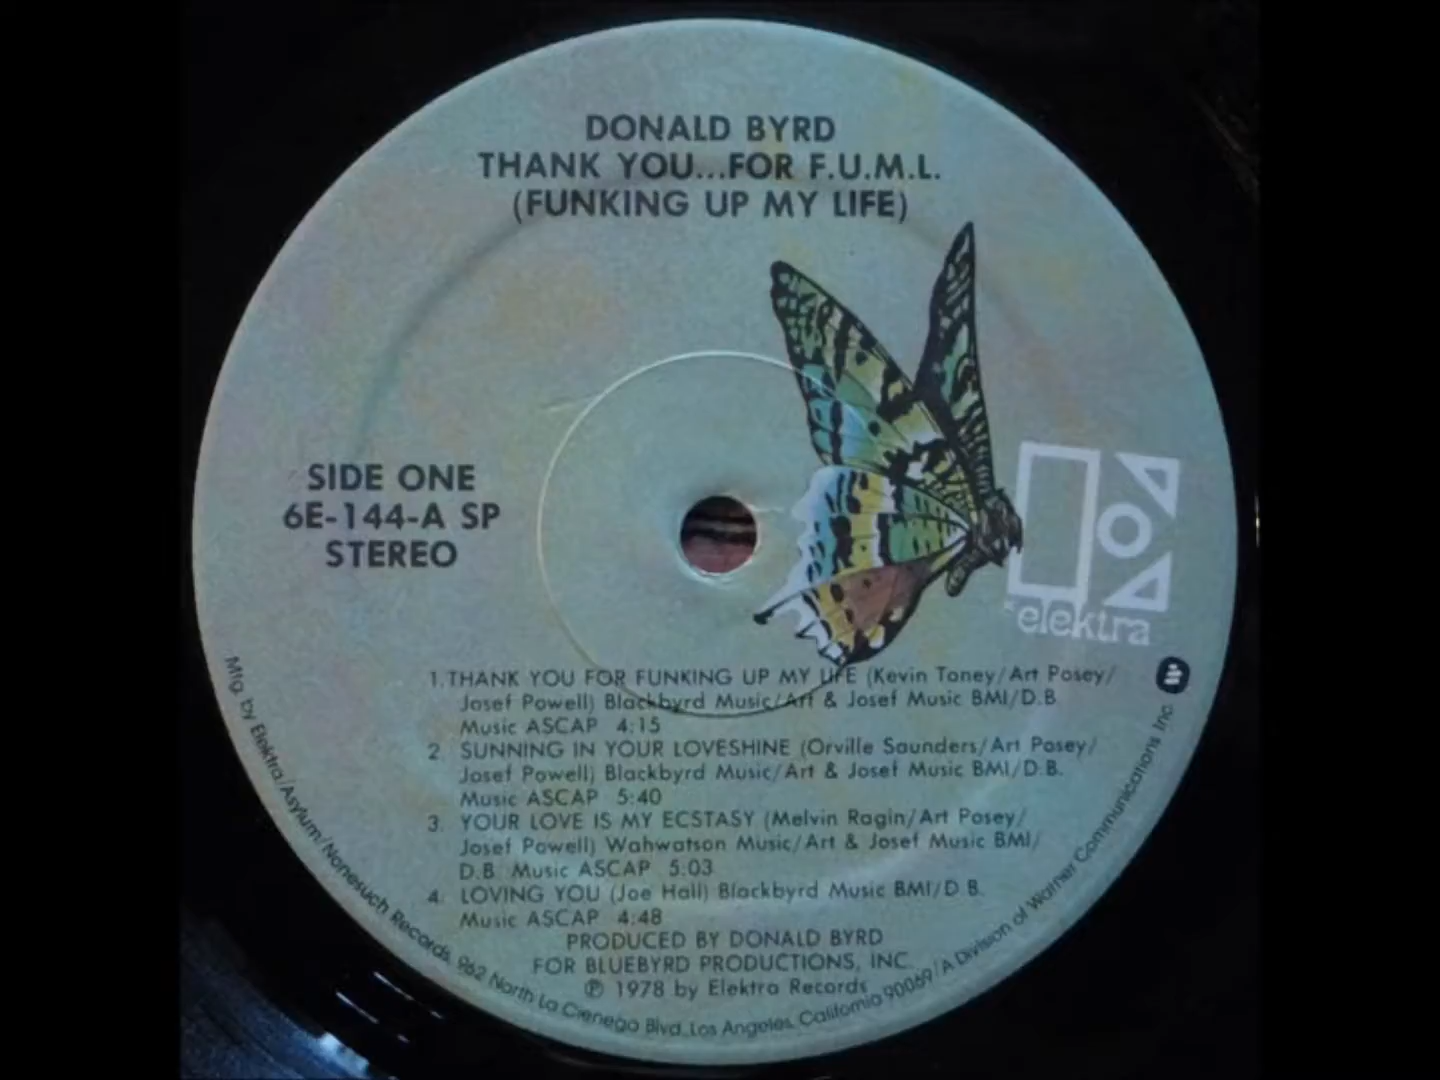 DONALD BYRD
THANK YOU...FOR F.U.M.L.
(FUNKING UP MY LIFE)
SIDE ONE
6E-144-A SP
STEREO
elektra
1. THANK YOU FOR FUNKING UP MY LIFE (Kevin Toney/Art Posey/
Josef Powell) Blackbyrd Music/Art & Josef Music BMI/D.B.
Music ASCAP 4:15
2. SUNNING IN YOUR LOVESHINE (Orville Saunders/Art Posey/
Josef Powell) Blackbyrd Music/Art & Josef Music BMI/D.B.
Music ASCAP 5:40
3. YOUR LOVE IS MY ECSTASY (Melvin Ragin/Art Posey/
Josef Powell) Wahwatson Music/Art & Josef Music BMI/
D.B. Music ASCAP 5:03
4. LOVING YOU (Joe Hall) Blackbyrd Music BMI/D.B.
Music ASCAP 4:48
PRODUCED BY DONALD BYRD
FOR BLUEBYRD PRODUCTIONS, INC.
℗ 1978 by Elektra Records
Mfg. by Elektra/Asylum/Nonesuch Records, 962 North La Cienega Blvd., Los Angeles, California 90069/A Division of Warner Communications Inc.